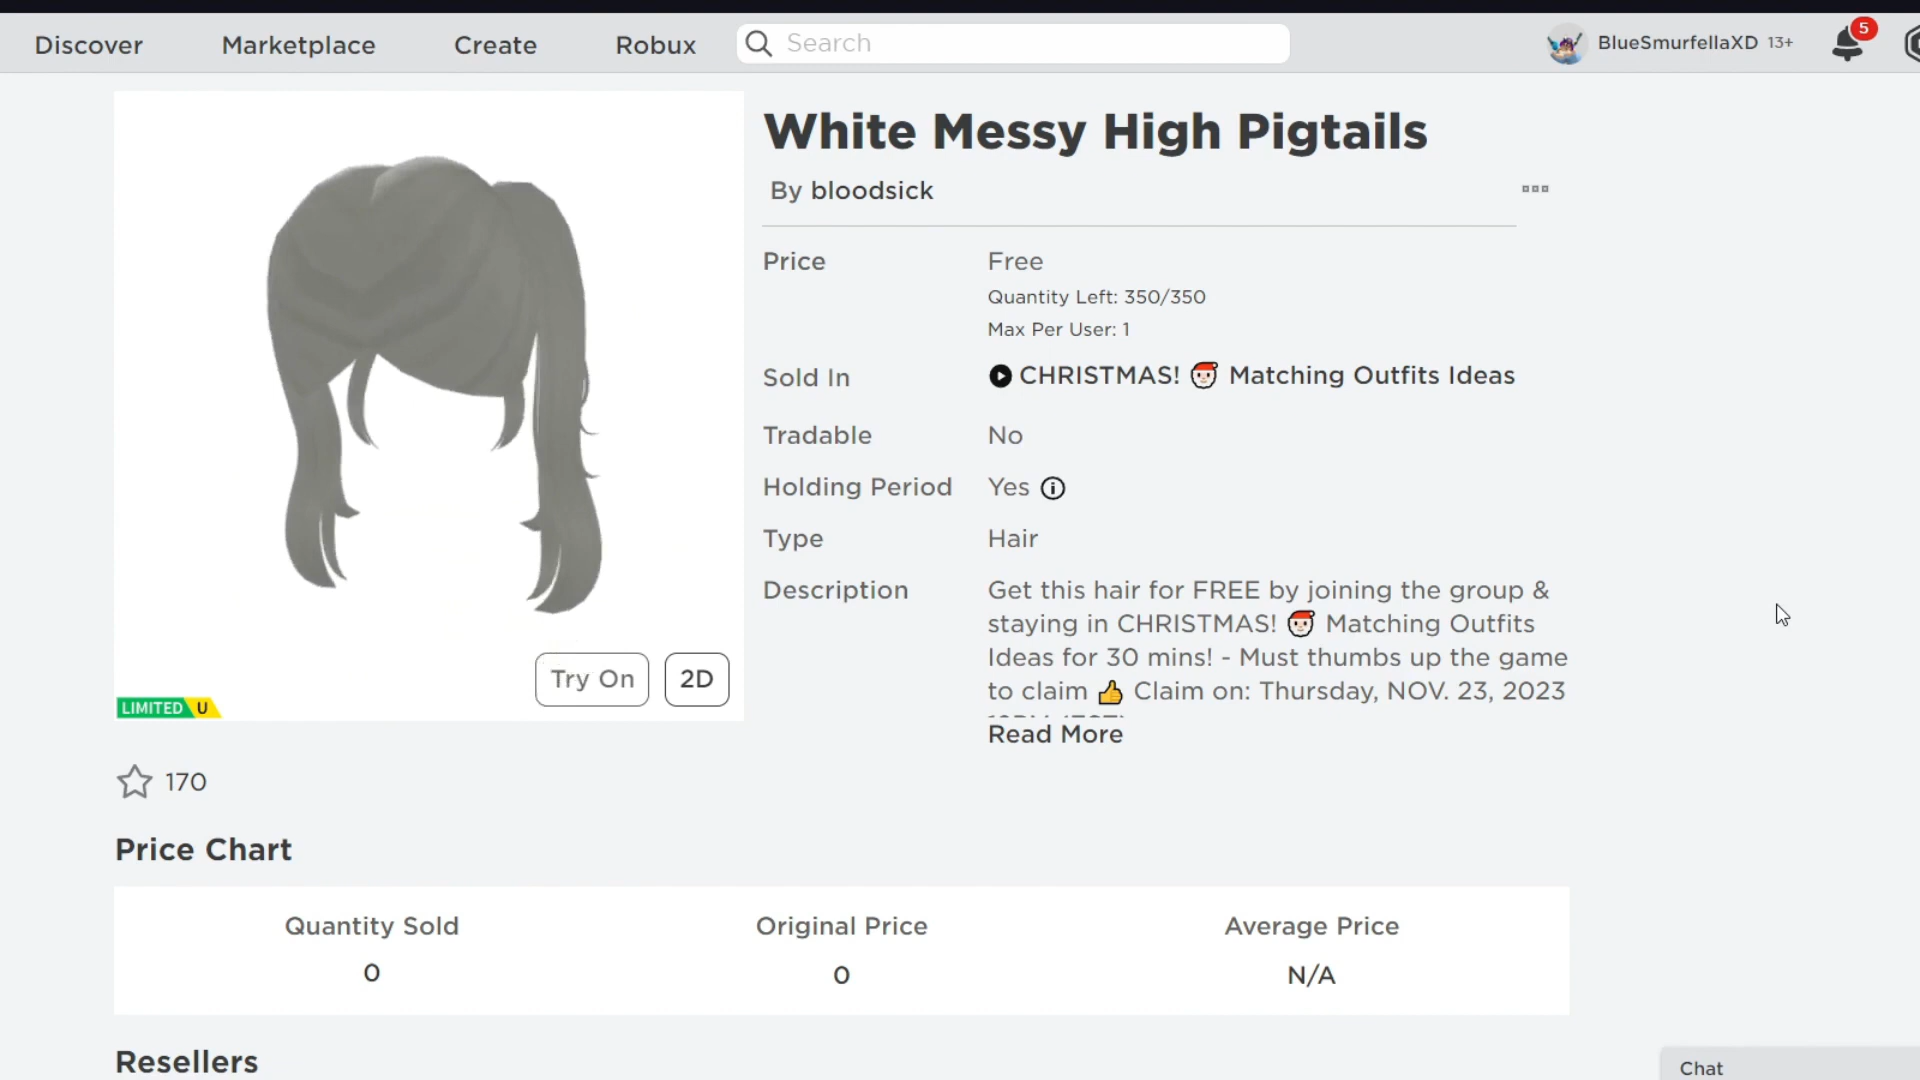 Discover Marketplace Create Robux Search BlueSmurfellaXD 13+ 5
White Messy High Pigtails
By bloodsick
Price Free
Quantity Left: 350/350
Max Per User: 1
Sold In CHRISTMAS! 🎅 Matching Outfits Ideas
Tradable No
Holding Period Yes
Type Hair
Description Get this hair for FREE by joining the group &
staying in CHRISTMAS! 🎅 Matching Outfits
Ideas for 30 mins! - Must thumbs up the game
to claim 👍 Claim on: Thursday, NOV. 23, 2023
Read More
Try On 2D
LIMITED U
170
Price Chart
Quantity Sold Original Price Average Price
0 0 N/A
Resellers
Chat